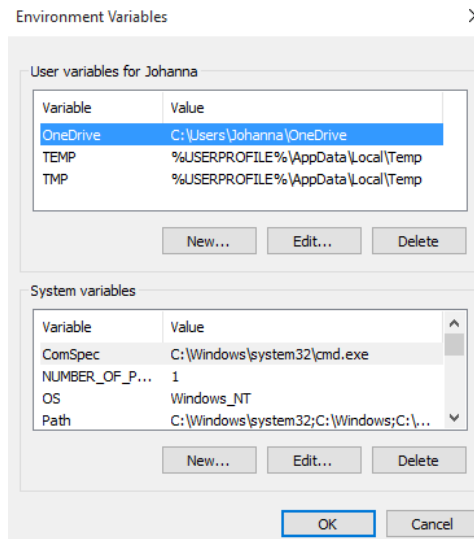 Environment Variables
User variables for Johanna
Variable Value
OneDrive C:\Users\Johanna\OneDrive
TEMP %USERPROFILE%\AppData\Local\Temp
TMP %USERPROFILE%\AppData\Local\Temp
New... Edit... Delete
System variables
Variable Value
ComSpec C:\Windows\system32\cmd.exe
NUMBER_OF_P... 1
OS Windows_NT
Path C:\Windows\system32;C:\Windows;C:\...
New... Edit... Delete
OK Cancel